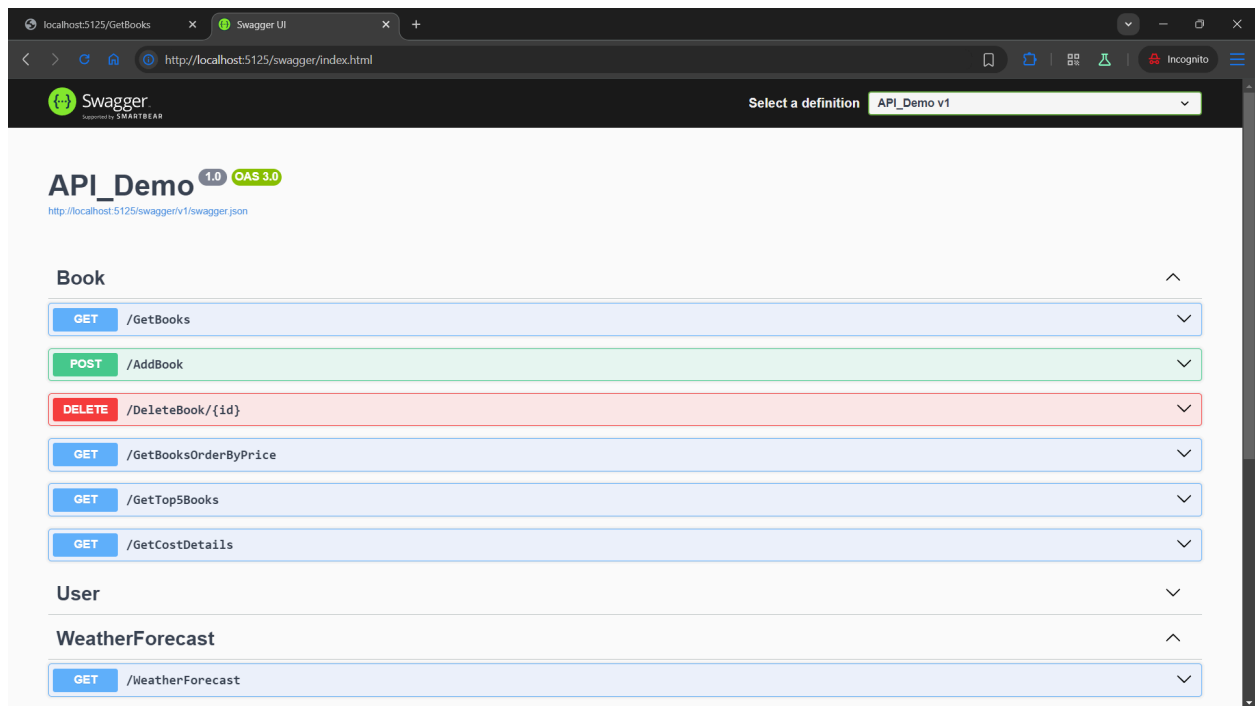 localhost:5125/GetBooks
Swagger UI
http://localhost:5125/swagger/index.html
Incognito
Swagger.
Supported by SMARTBEAR
Select a definition
API_Demo v1
API_Demo 1.0 OAS 3.0
http://localhost:5125/swagger/v1/swagger.json
Book
GET /GetBooks
POST /AddBook
DELETE /DeleteBook/{id}
GET /GetBooksOrderByPrice
GET /GetTop5Books
GET /GetCostDetails
User
WeatherForecast
GET /WeatherForecast